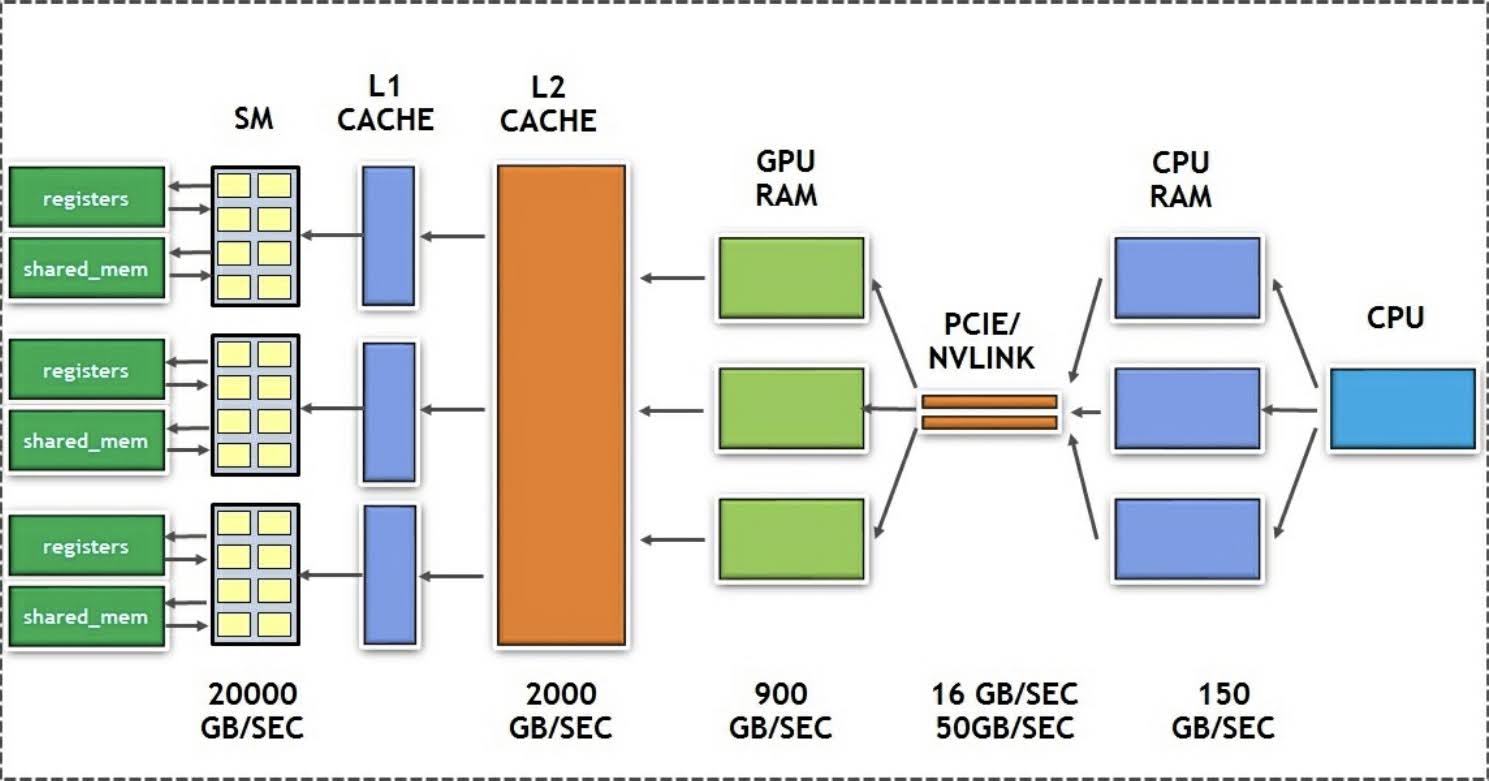 SM
L1
CACHE
L2
CACHE
GPU
RAM
CPU
RAM
PCIE/
NVLINK
CPU
registers
shared_mem
registers
shared_mem
registers
shared_mem
20000
GB/SEC
2000
GB/SEC
900
GB/SEC
16 GB/SEC
50GB/SEC
150
GB/SEC